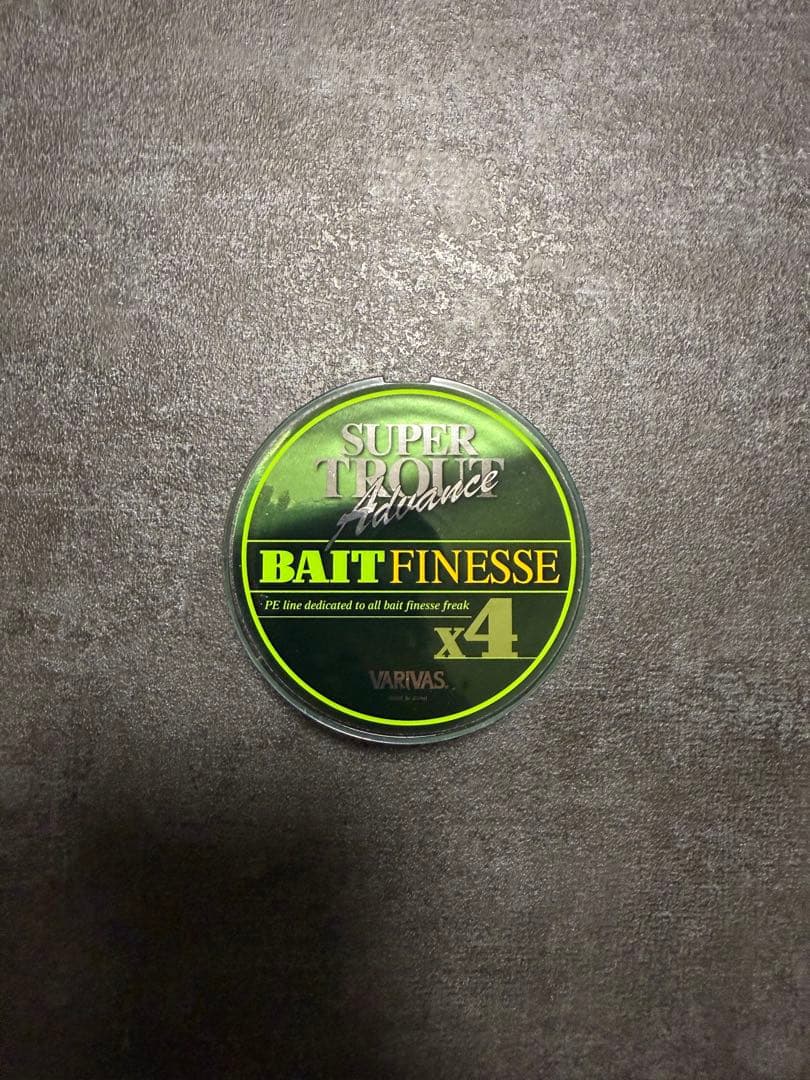 SUPER
TROUT
Advance
BAIT FINESSE
PE line dedicated to all bait finesse freak
x4
VARIVAS